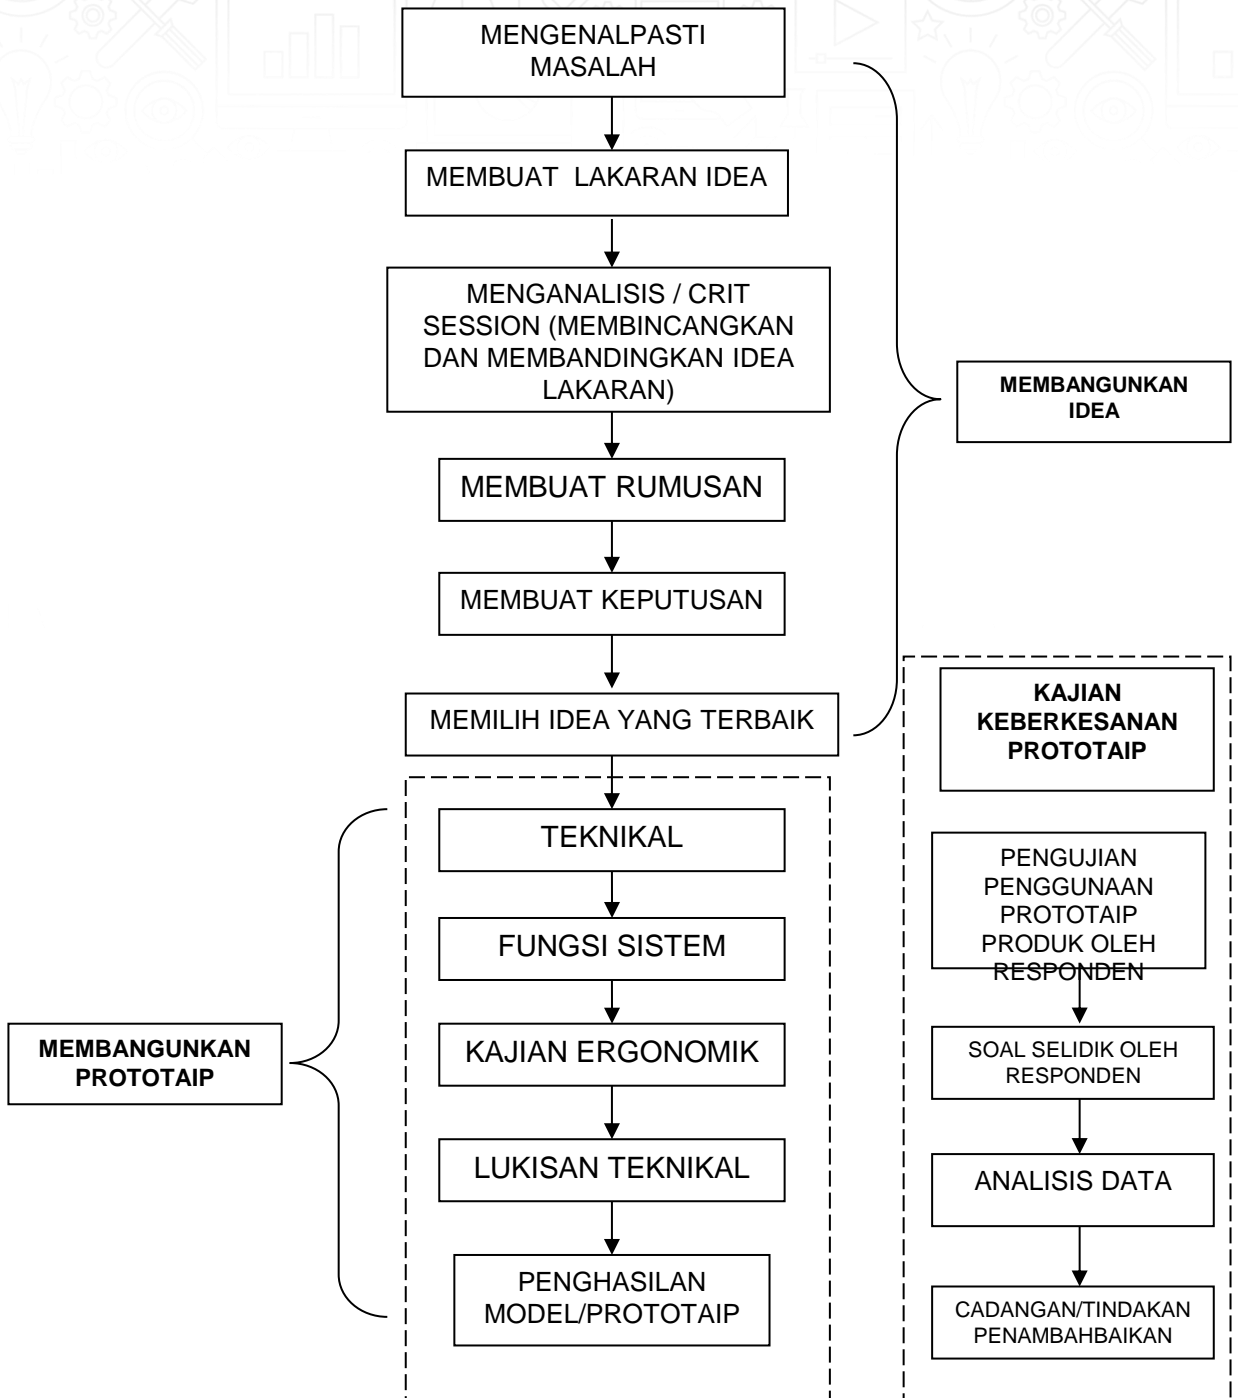 MENGENALPASTI
MASALAH
MEMBUAT LAKARAN IDEA
MENGANALISIS / CRIT
SESSION (MEMBINCANGKAN
DAN MEMBANDINGKAN IDEA
LAKARAN)
MEMBUAT RUMUSAN
MEMBUAT KEPUTUSAN
MEMILIH IDEA YANG TERBAIK
MEMBANGUNKAN
IDEA
TEKNIKAL
FUNGSI SISTEM
KAJIAN ERGONOMIK
LUKISAN TEKNIKAL
PENGHASILAN
MODEL/PROTOTAIP
MEMBANGUNKAN
PROTOTAIP
KAJIAN
KEBERKESANAN
PROTOTAIP
PENGUJIAN
PENGGUNAAN
PROTOTAIP
PRODUK OLEH
RESPONDEN
SOAL SELIDIK OLEH
RESPONDEN
ANALISIS DATA
CADANGAN/TINDAKAN
PENAMBAHBAIKAN